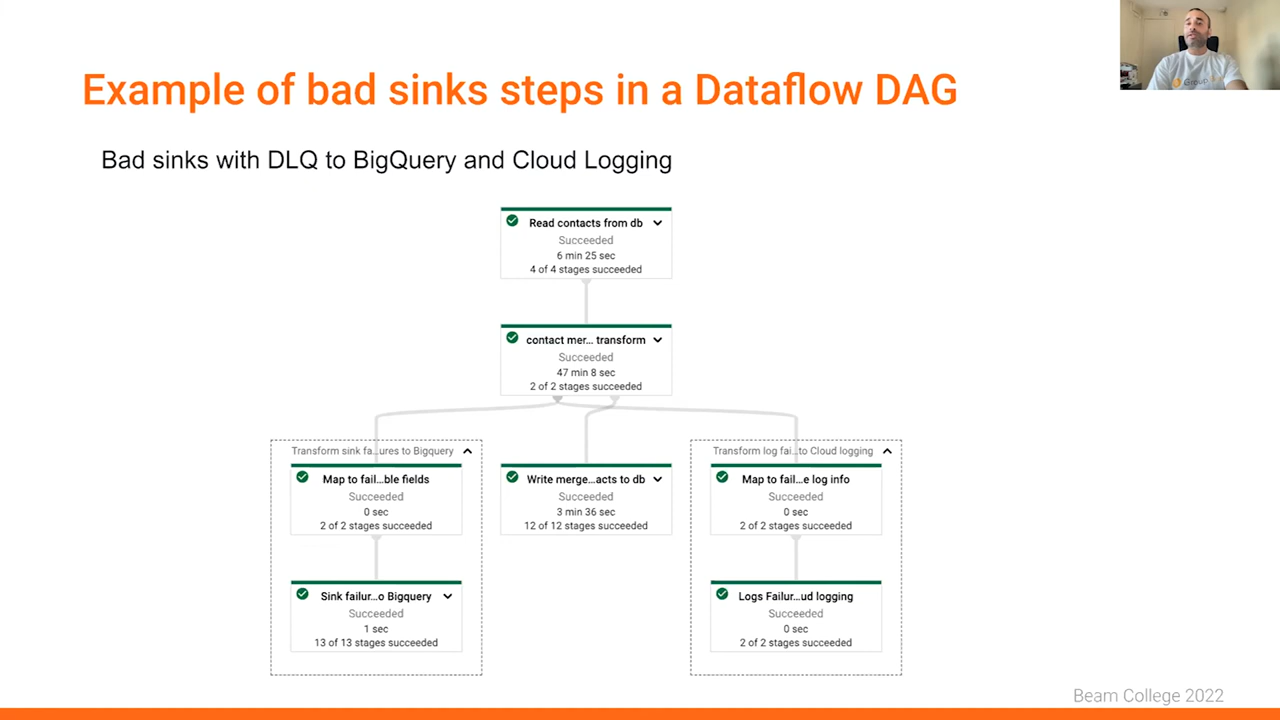 Example of bad sinks steps in a Dataflow DAG
Bad sinks with DLQ to BigQuery and Cloud Logging
Read contacts from db
Succeeded
6 min 25 sec
4 of 4 stages succeeded
contact mer... transform
Succeeded
47 min 8 sec
2 of 2 stages succeeded
Transform sink fa...ures to Bigquery
Map to fail...ble fields
Succeeded
0 sec
2 of 2 stages succeeded
Sink failur...o Bigquery
Succeeded
1 sec
13 of 13 stages succeeded
Write merge...acts to db
Succeeded
3 min 36 sec
12 of 12 stages succeeded
Transform log fai...to Cloud logging
Map to fail...e log info
Succeeded
0 sec
2 of 2 stages succeeded
Logs Failur...ud logging
Succeeded
0 sec
2 of 2 stages succeeded
Group
Beam College 2022